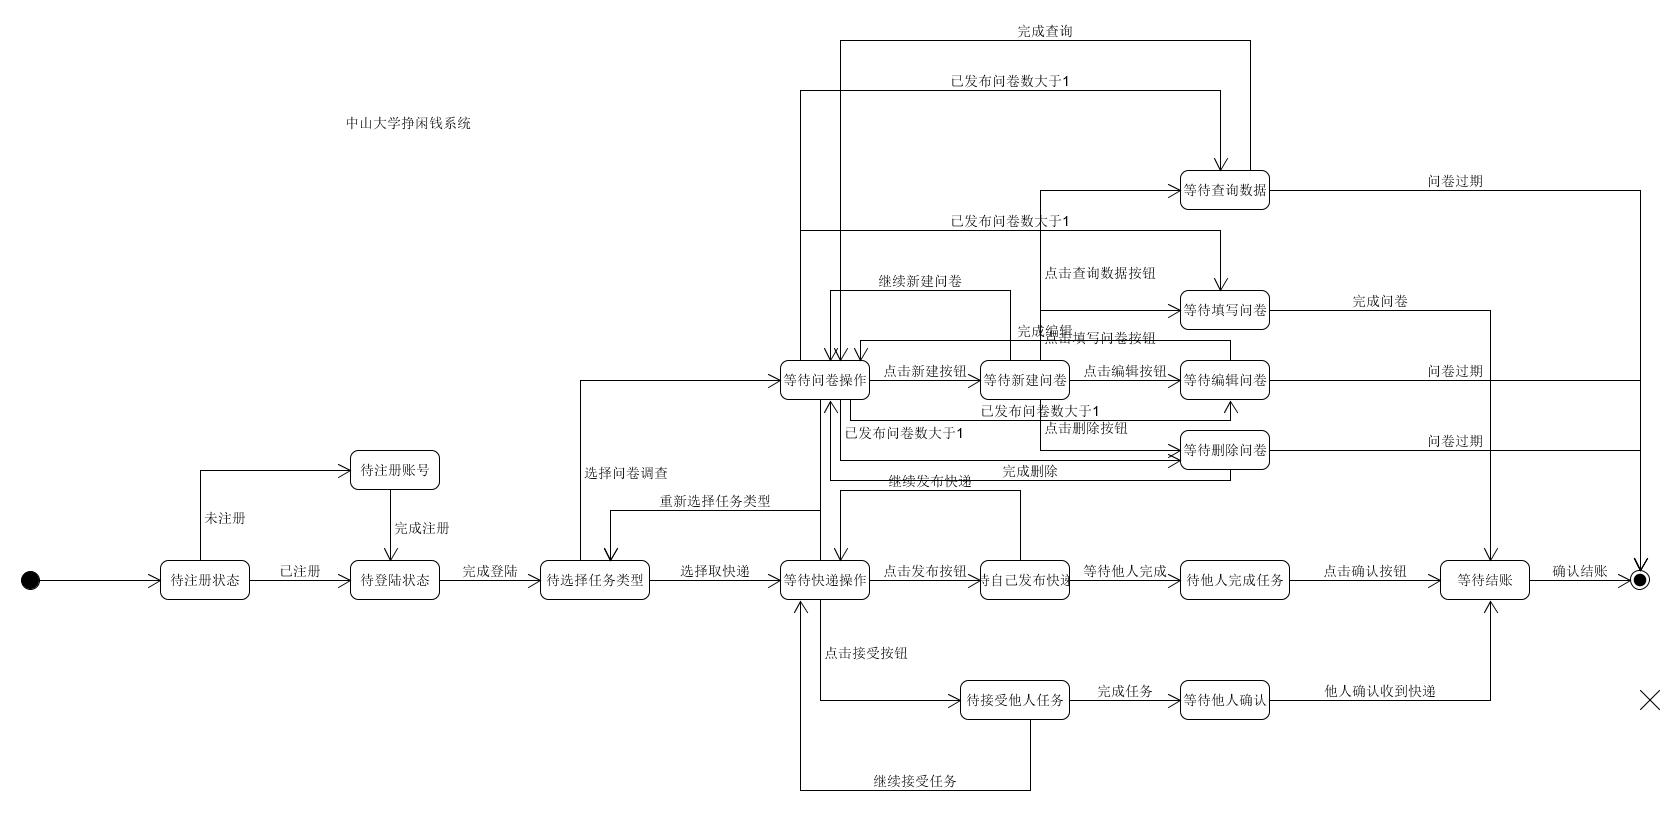 完成查询
已发布问卷数大于1
中山大学挣闲钱系统
等待查询数据
问卷过期
已发布问卷数大于1
点击查询数据按钮
继续新建问卷
等待填写问卷
完成问卷
完成编辑
点击填写问卷按钮
等待问卷操作
点击新建按钮
等待新建问卷
点击编辑按钮
等待编辑问卷
问卷过期
已发布问卷数大于1
已发布问卷数大于1
点击删除按钮
等待删除问卷
问卷过期
待注册账号
选择问卷调查
完成删除
继续发布快递
重新选择任务类型
未注册
完成注册
待注册状态
已注册
待登陆状态
完成登陆
待选择任务类型
选择取快递
等待快递操作
点击发布按钮
待自己发布快递
等待他人完成
待他人完成任务
点击确认按钮
等待结账
确认结账
点击接受按钮
待接受他人任务
完成任务
等待他人确认
他人确认收到快递
继续接受任务